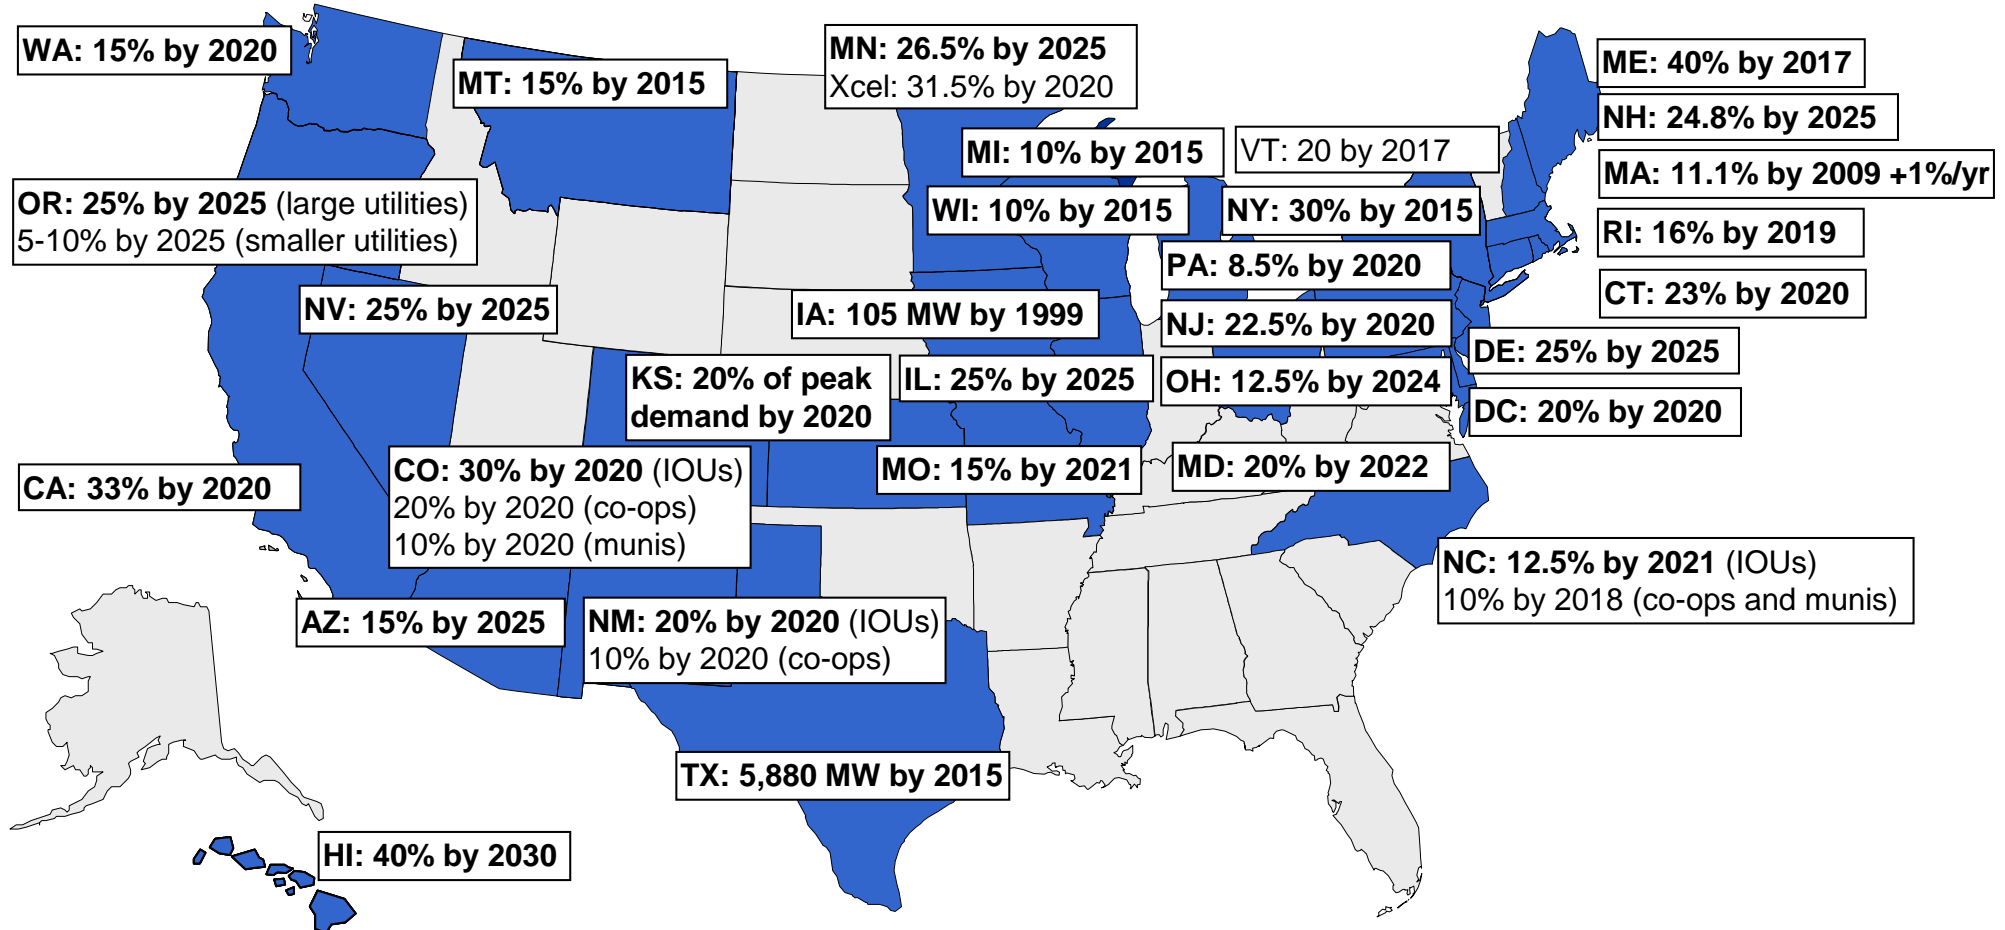 WA: 15% by 2020
MT: 15% by 2015
MN: 26.5% by 2025
Xcel: 31.5% by 2020
ME: 40% by 2017
NH: 24.8% by 2025
MI: 10% by 2015
VT: 20 by 2017
MA: 11.1% by 2009 +1%/yr
OR: 25% by 2025 (large utilities)
5-10% by 2025 (smaller utilities)
WI: 10% by 2015
NY: 30% by 2015
RI: 16% by 2019
PA: 8.5% by 2020
CT: 23% by 2020
NV: 25% by 2025
IA: 105 MW by 1999
NJ: 22.5% by 2020
DE: 25% by 2025
KS: 20% of peak
demand by 2020
IL: 25% by 2025
OH: 12.5% by 2024
DC: 20% by 2020
CA: 33% by 2020
CO: 30% by 2020 (IOUs)
20% by 2020 (co-ops)
10% by 2020 (munis)
MO: 15% by 2021
MD: 20% by 2022
NC: 12.5% by 2021 (IOUs)
10% by 2018 (co-ops and munis)
AZ: 15% by 2025
NM: 20% by 2020 (IOUs)
10% by 2020 (co-ops)
TX: 5,880 MW by 2015
HI: 40% by 2030